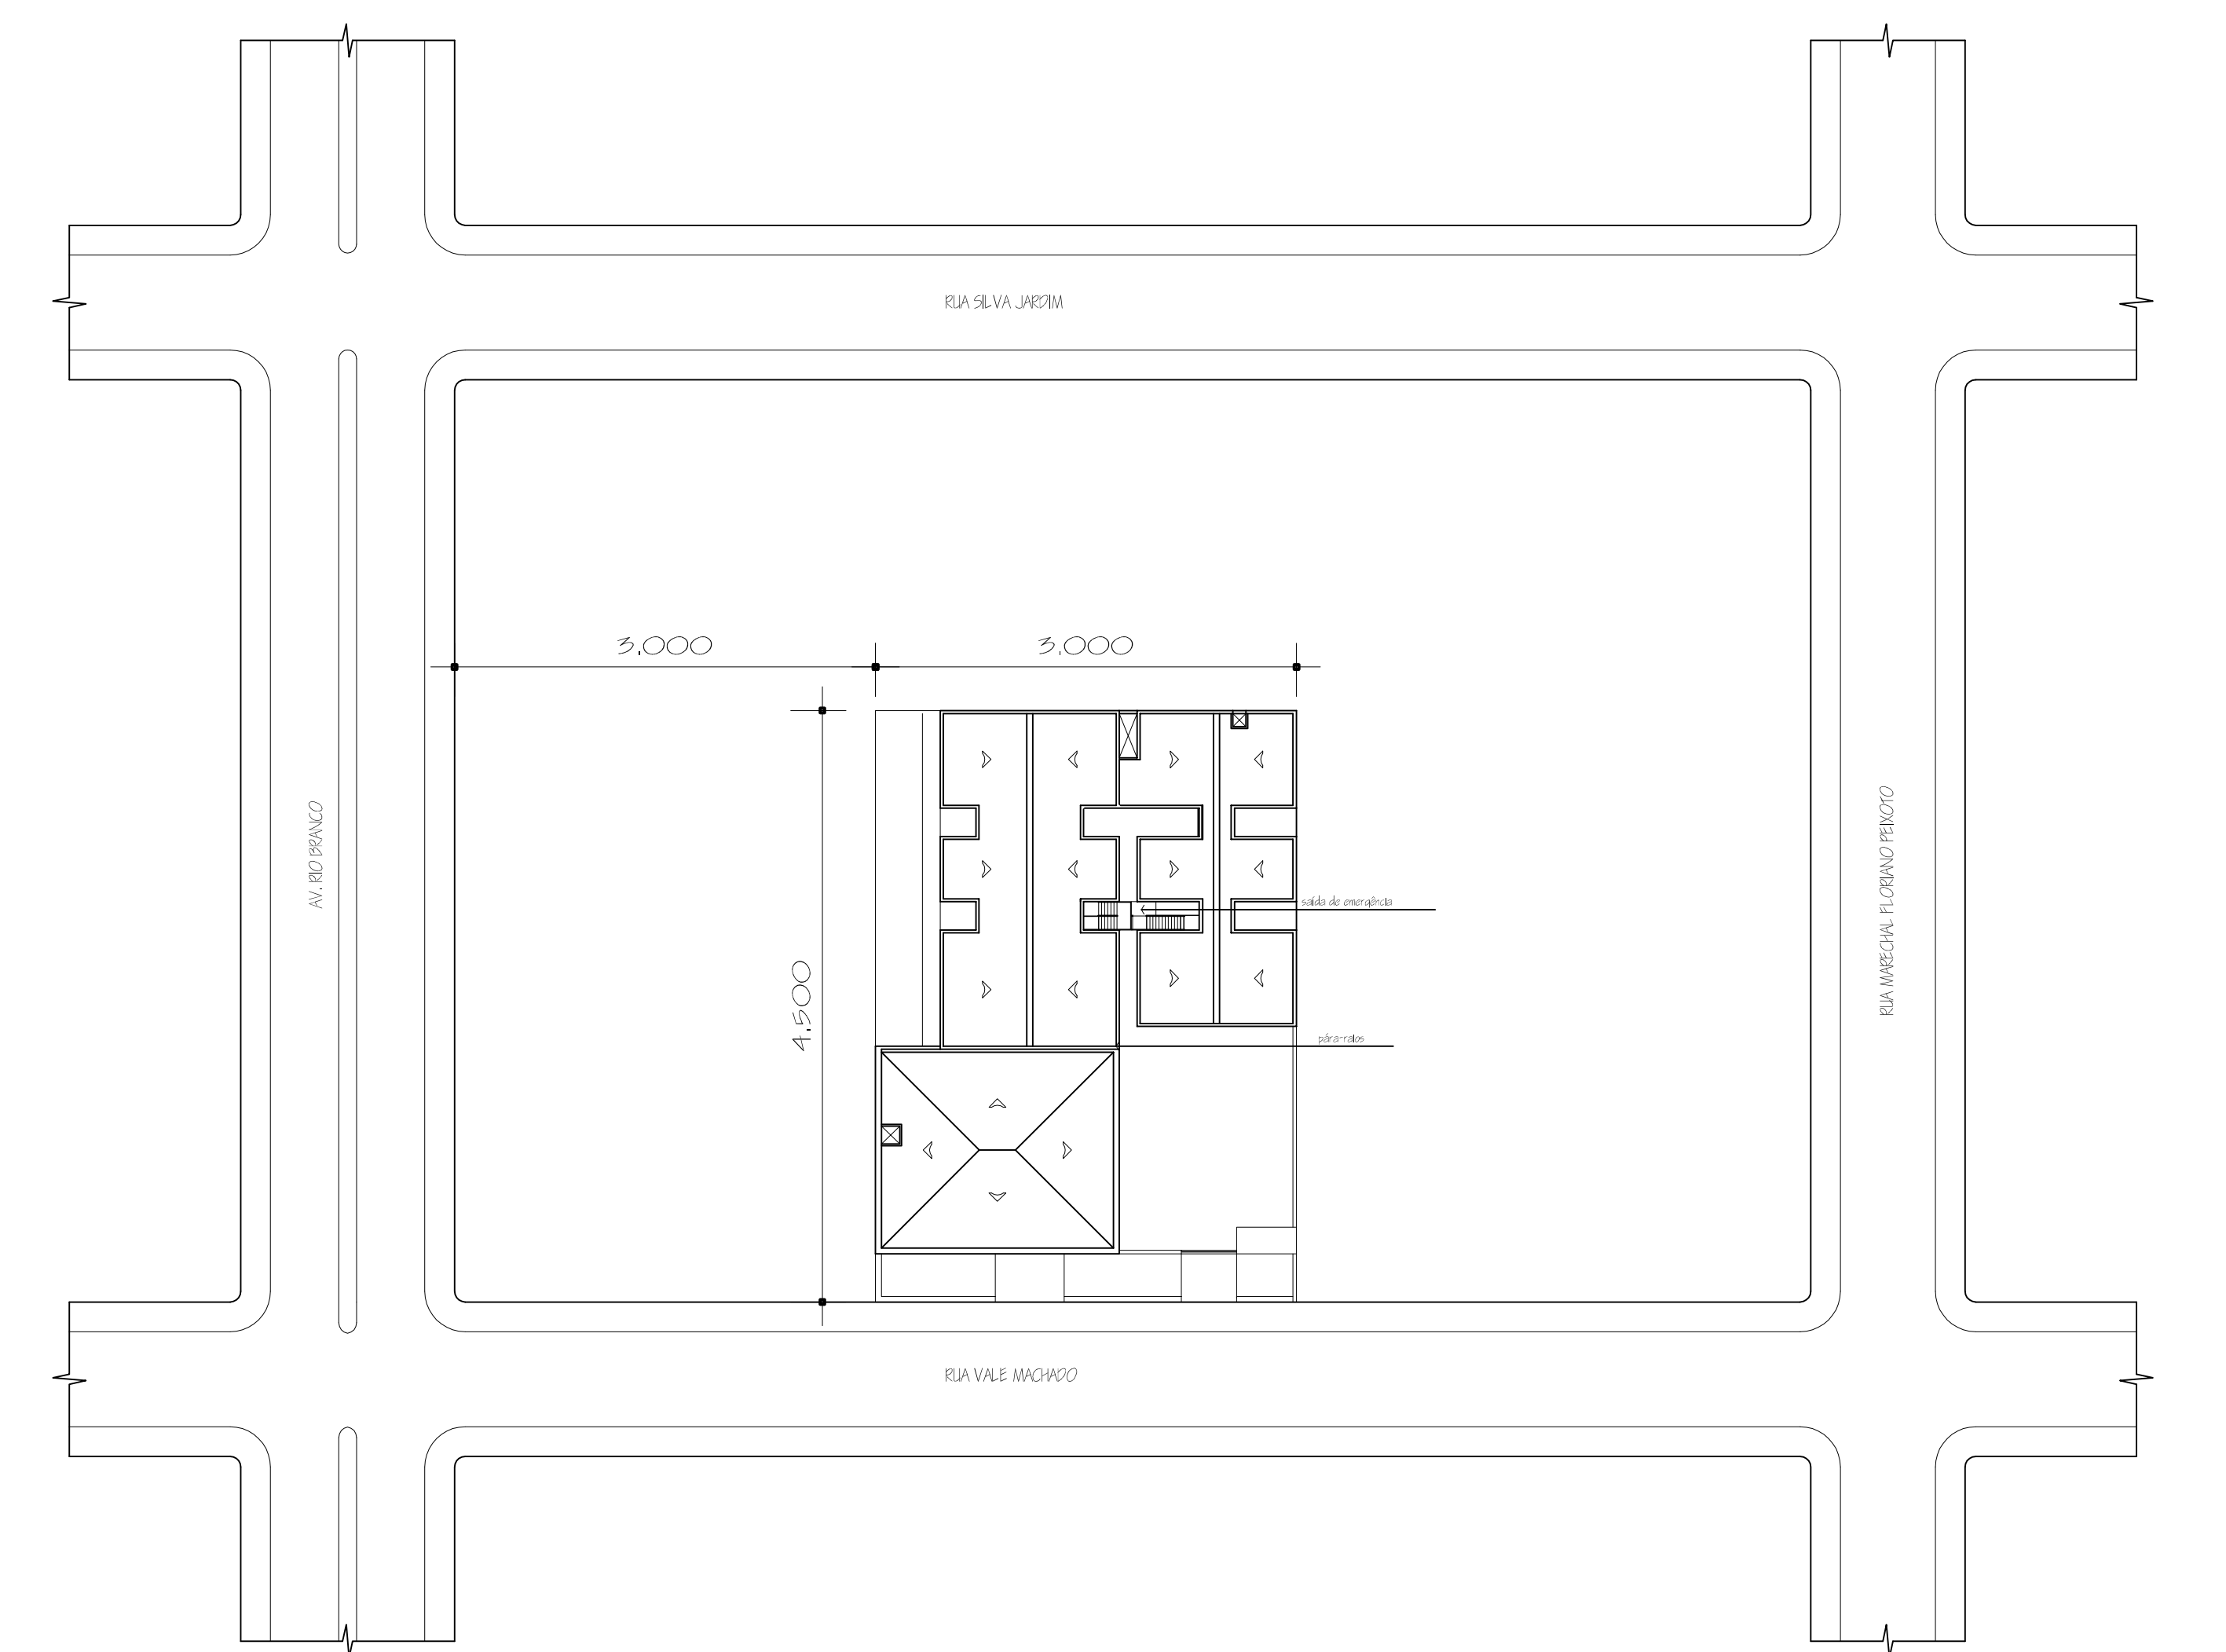 RUA SILVA JARDIM
3.000
3.000
AV. RIO BRANCO
RUA MARECHAL FLORIANO PEIXOTO
saída de emergência
4.500
pára-raios
RUA VALE MACHADO